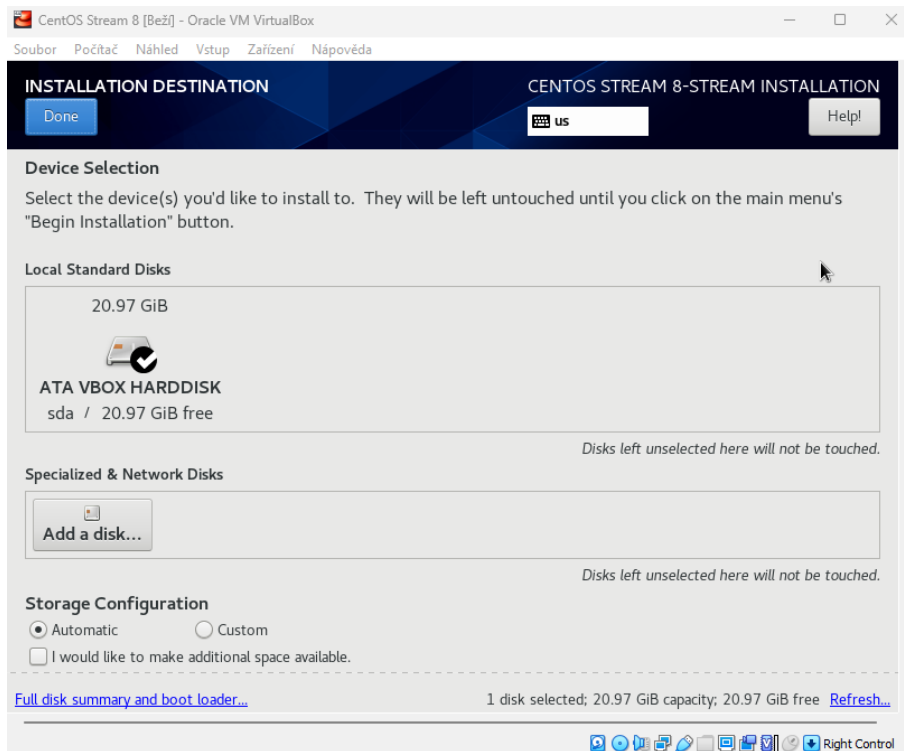 CentOS Stream 8 [Beží] - Oracle VM VirtualBox
Soubor Počítač Náhled Vstup Zařízení Nápověda
INSTALLATION DESTINATION
CENTOS STREAM 8-STREAM INSTALLATION
Done
us
Help!
Device Selection
Select the device(s) you'd like to install to. They will be left untouched until you click on the main menu's
"Begin Installation" button.
Local Standard Disks
20.97 GiB
ATA VBOX HARDDISK
sda / 20.97 GiB free
Disks left unselected here will not be touched.
Specialized & Network Disks
Add a disk...
Disks left unselected here will not be touched.
Storage Configuration
Automatic Custom
I would like to make additional space available.
Full disk summary and boot loader... 1 disk selected; 20.97 GiB capacity; 20.97 GiB free Refresh...
Right Control